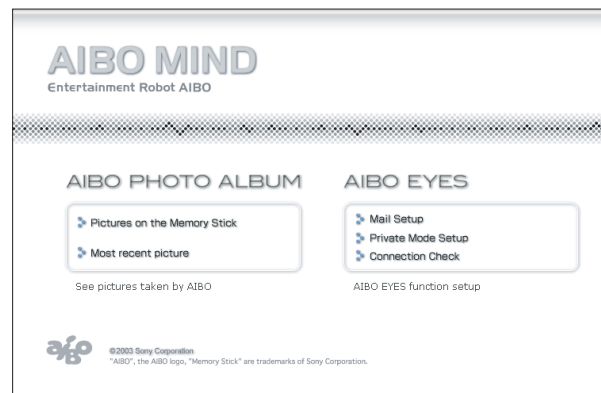 AIBO MIND
Entertainment Robot AIBO
AIBO PHOTO ALBUM
Pictures on the Memory Stick
Most recent picture
See pictures taken by AIBO
AIBO EYES
Mail Setup
Private Mode Setup
Connection Check
AIBO EYES function setup
aibo
©2003 Sony Corporation
"AIBO", the AIBO logo, "Memory Stick" are trademarks of Sony Corporation.